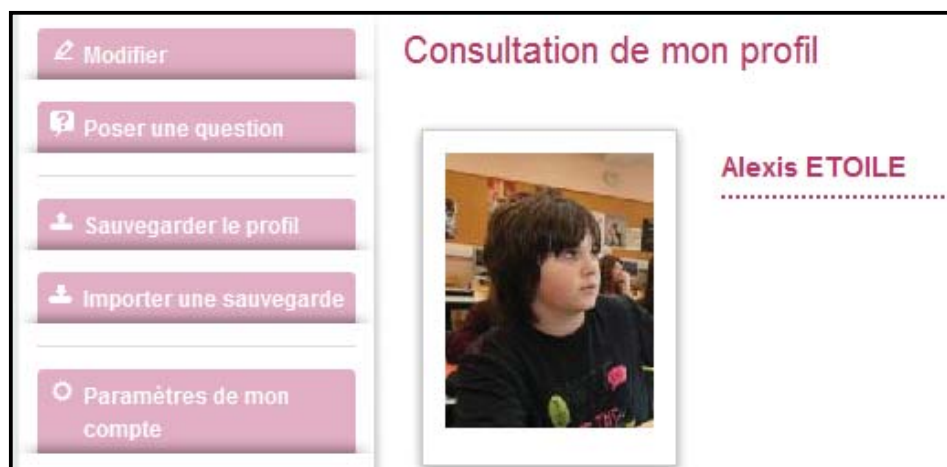 Modifier
Poser une question
Sauvegarder le profil
Importer une sauvegarde
Paramètres de mon
compte
Consultation de mon profil
Alexis ETOILE